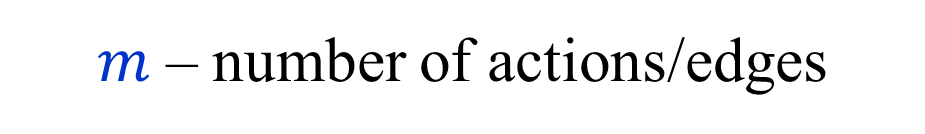 m – number of actions/edges